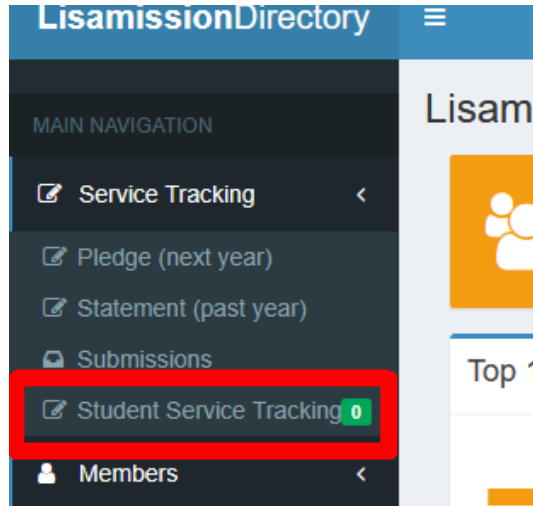 LisamissionDirectory
MAIN NAVIGATION
Lisam
Service Tracking
Pledge (next year)
Statement (past year)
Submissions
Top 1
Student Service Tracking 0
Members